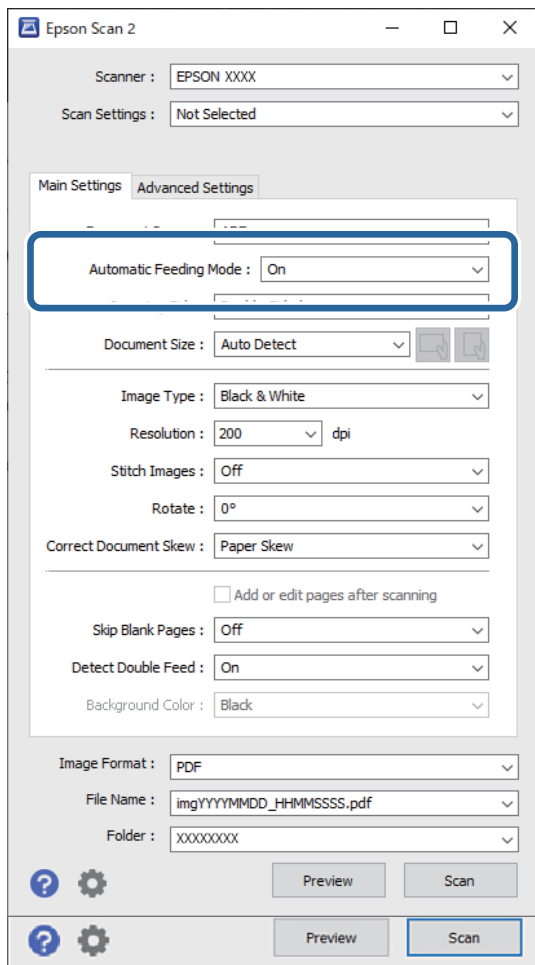 Epson Scan 2
Scanner : EPSON XXXX
Scan Settings : Not Selected
Main Settings Advanced Settings
Automatic Feeding Mode : On
Document Size : Auto Detect
Image Type : Black & White
Resolution : 200 dpi
Stitch Images : Off
Rotate : 0°
Correct Document Skew : Paper Skew
Add or edit pages after scanning
Skip Blank Pages : Off
Detect Double Feed : On
Background Color : Black
Image Format : PDF
File Name : imgYYYYMMDD_HHMMSSSS.pdf
Folder : XXXXXXXX
? Preview Scan
? Preview Scan